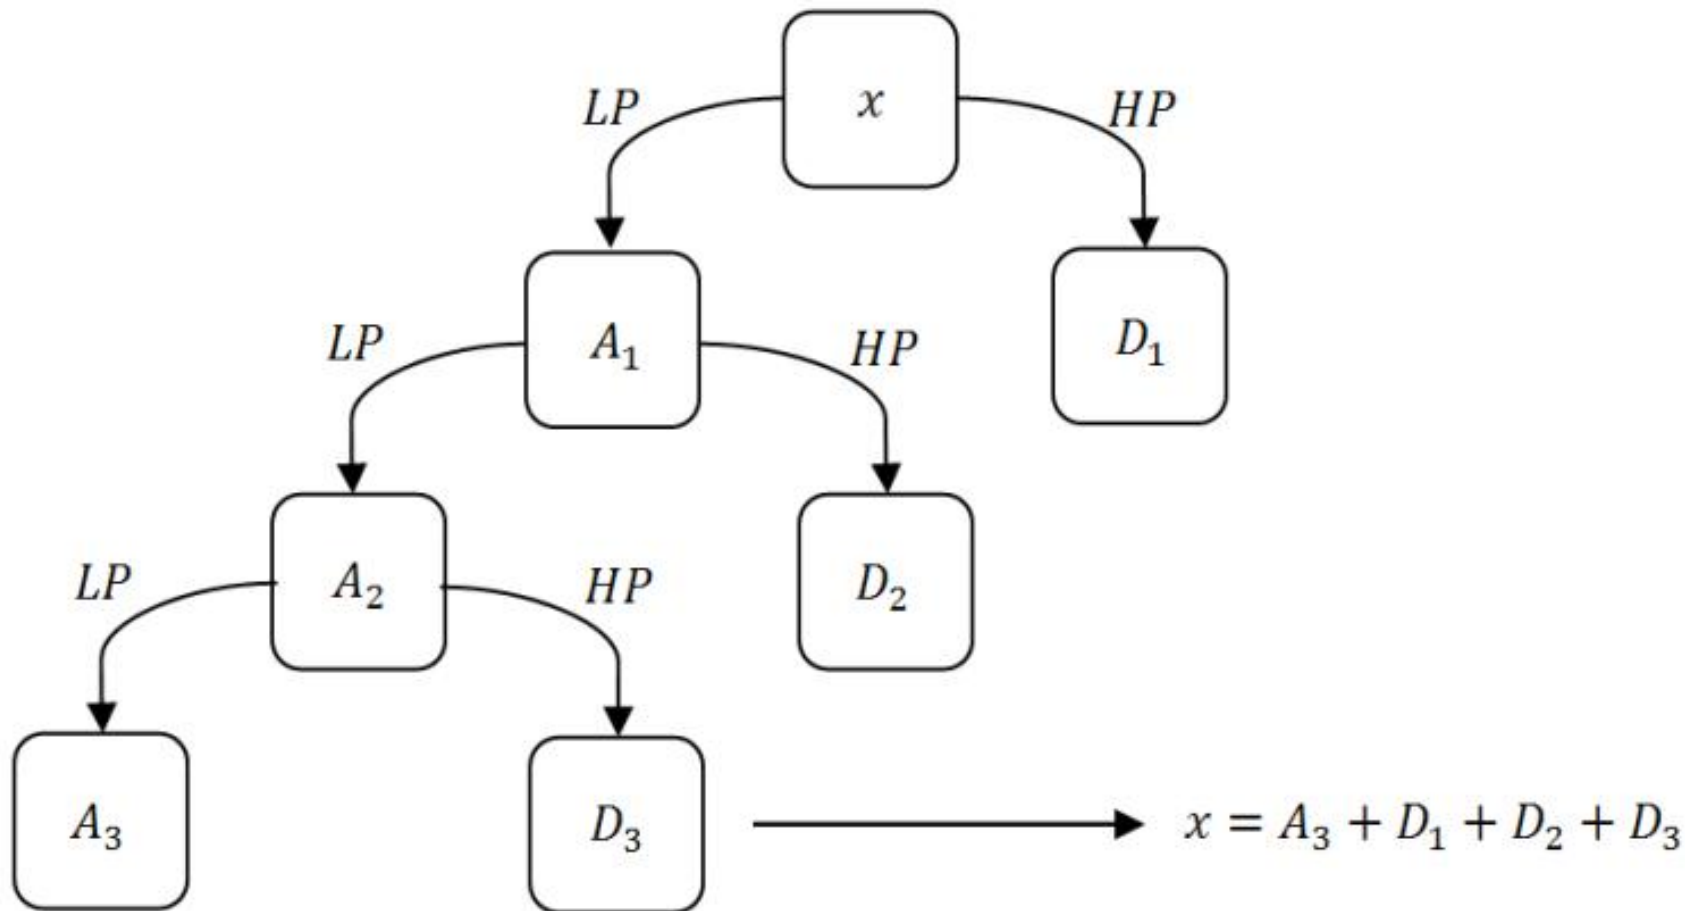 x
LP HP
A₁ D₁
LP HP
A₂ D₂
LP HP
A₃ D₃ x = A₃ + D₁ + D₂ + D₃